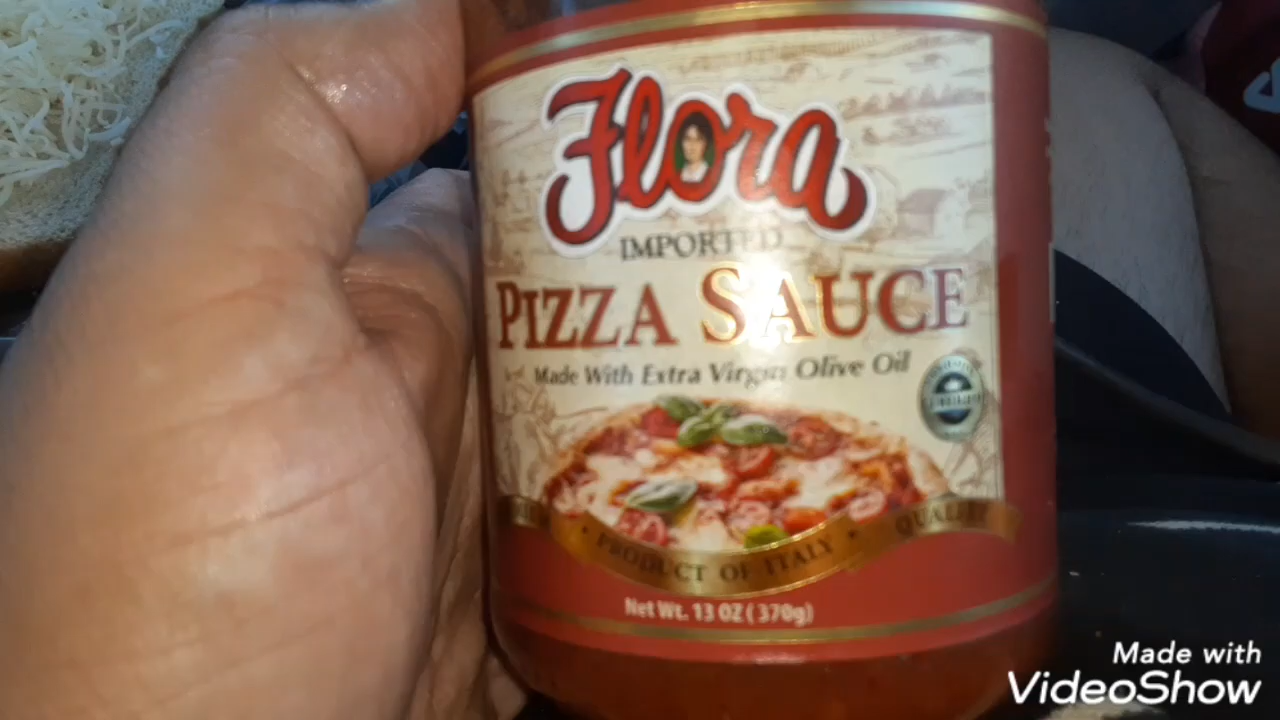 Flora
IMPORTED
PIZZA SAUCE
Made With Extra Virgin Olive Oil
• PRODUCT OF ITALY • QUALITY
Net Wt. 13 OZ (370g)
Made with
VideoShow